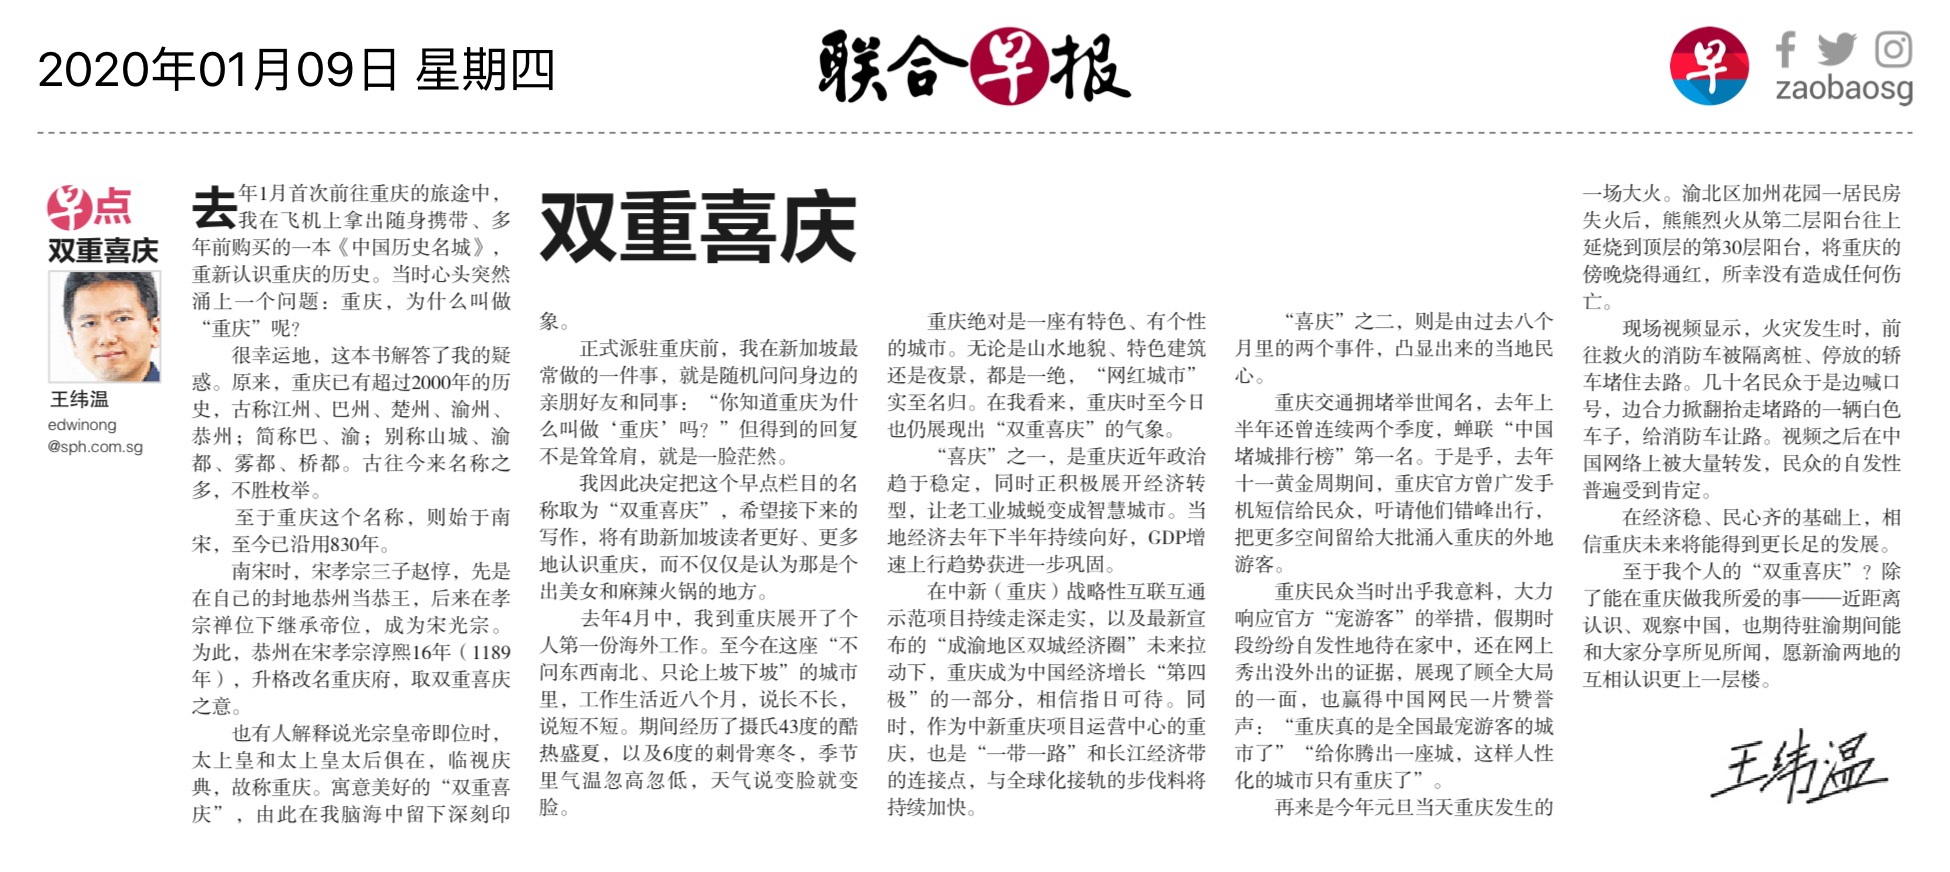 2020年01月09日 星期四
联合早报
早
zaobaosg
早点
双重喜庆
王纬温
edwinong
@sph.com.sg
双重喜庆
去年1月首次前往重庆的旅途中，
我在飞机上拿出随身携带、多
年前购买的一本《中国历史名城》，
重新认识重庆的历史。当时心头突然
涌上一个问题：重庆，为什么叫做
“重庆”呢？
很幸运地，这本书解答了我的疑
惑。原来，重庆已有超过2000年的历
史，古称江州、巴州、楚州、渝州、
恭州；简称巴、渝；别称山城、渝
都、雾都、桥都。古往今来名称之
多，不胜枚举。
至于重庆这个名称，则始于南
宋，至今已沿用830年。
南宋时，宋孝宗三子赵惇，先是
在自己的封地恭州当恭王，后来在孝
宗禅位下继承帝位，成为宋光宗。
为此，恭州在宋孝宗淳熙16年（1189
年），升格改名重庆府，取双重喜庆
之意。
也有人解释说光宗皇帝即位时，
太上皇和太上皇太后俱在，临视庆
典，故称重庆。寓意美好的“双重喜
庆”，由此在我脑海中留下深刻印
象。
正式派驻重庆前，我在新加坡最
常做的一件事，就是随机问问身边的
亲朋好友和同事：“你知道重庆为什
么叫做‘重庆’吗？”但得到的回复
不是耸耸肩，就是一脸茫然。
我因此决定把这个早点栏目的名
称取为“双重喜庆”，希望接下来的
写作，将有助新加坡读者更好、更多
地认识重庆，而不仅仅是认为那是个
出美女和麻辣火锅的地方。
去年4月中，我到重庆展开了个
人第一份海外工作。至今在这座“不
问东西南北、只论上坡下坡”的城市
里，工作生活近八个月，说长不长，
说短不短。期间经历了摄氏43度的酷
热盛夏，以及6度的刺骨寒冬，季节
里气温忽高忽低，天气说变脸就变
脸。
重庆绝对是一座有特色、有个性
的城市。无论是山水地貌、特色建筑
还是夜景，都是一绝，“网红城市”
实至名归。在我看来，重庆时至今日
也仍展现出“双重喜庆”的气象。
“喜庆”之一，是重庆近年政治
趋于稳定，同时正积极展开经济转
型，让老工业城蜕变成智慧城市。当
地经济去年下半年持续向好，GDP增
速上行趋势获进一步巩固。
在中新（重庆）战略性互联互通
示范项目持续走深走实，以及最新宣
布的“成渝地区双城经济圈”未来拉
动下，重庆成为中国经济增长“第四
极”的一部分，相信指日可待。同
时，作为中新重庆项目运营中心的重
庆，也是“一带一路”和长江经济带
的连接点，与全球化接轨的步伐料将
持续加快。
“喜庆”之二，则是由过去八个
月里的两个事件，凸显出来的当地民
心。
重庆交通拥堵举世闻名，去年上
半年还曾连续两个季度，蝉联“中国
堵城排行榜”第一名。于是乎，去年
十一黄金周期间，重庆官方曾广发手
机短信给民众，吁请他们错峰出行，
把更多空间留给大批涌入重庆的外地
游客。
重庆民众当时出乎我意料，大力
响应官方“宠游客”的举措，假期时
段纷纷自发性地待在家中，还在网上
秀出没外出的证据，展现了顾全大局
的一面，也赢得中国网民一片赞誉
声：“重庆真的是全国最宠游客的城
市了”“给你腾出一座城，这样人性
化的城市只有重庆了”。
再来是今年元旦当天重庆发生的
一场大火。渝北区加州花园一居民房
失火后，熊熊烈火从第二层阳台往上
延烧到顶层的第30层阳台，将重庆的
傍晚烧得通红，所幸没有造成任何伤
亡。
现场视频显示，火灾发生时，前
往救火的消防车被隔离桩、停放的轿
车堵住去路。几十名民众于是边喊口
号，边合力掀翻抬走堵路的一辆白色
车子，给消防车让路。视频之后在中
国网络上被大量转发，民众的自发性
普遍受到肯定。
在经济稳、民心齐的基础上，相
信重庆未来将能得到更长足的发展。
至于我个人的“双重喜庆”？除
了能在重庆做我所爱的事——近距离
认识、观察中国，也期待驻渝期间能
和大家分享所见所闻，愿新渝两地的
互相认识更上一层楼。
王纬温